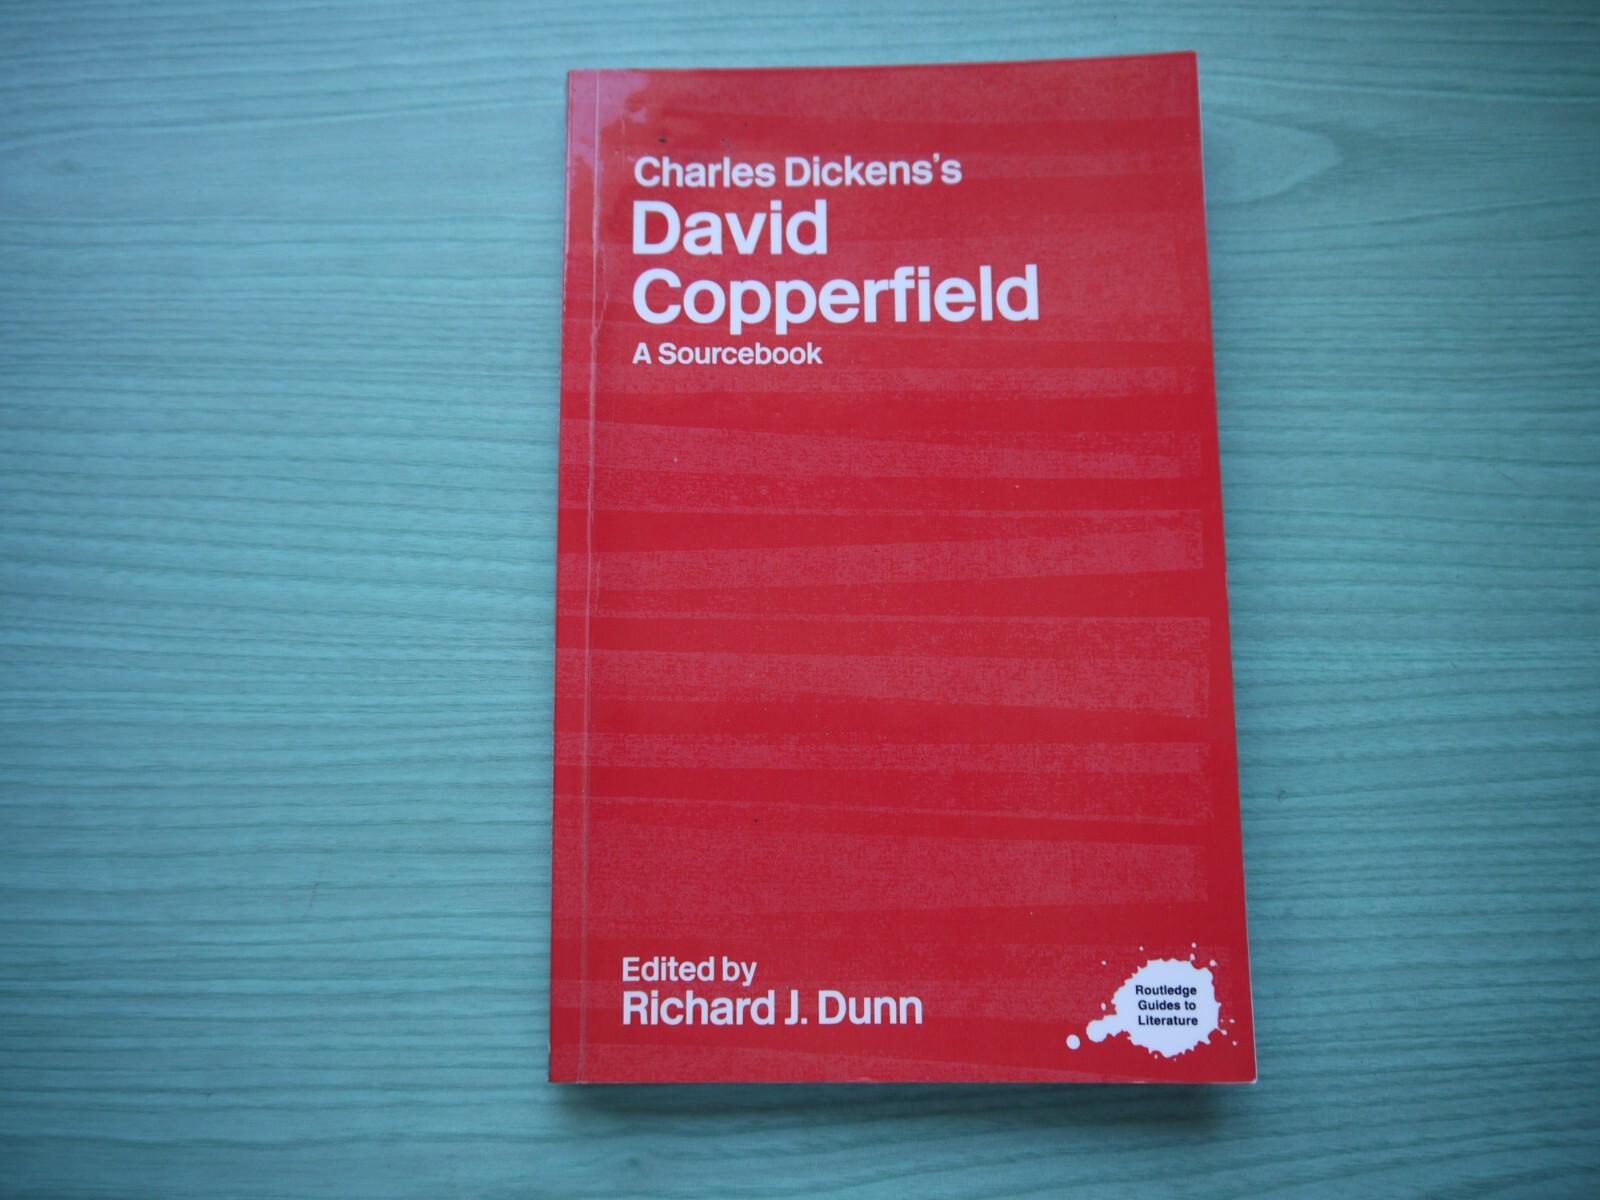 Charles Dickens's
David
Copperfield
A Sourcebook
Edited by
Richard J. Dunn
Routledge
Guides to
Literature